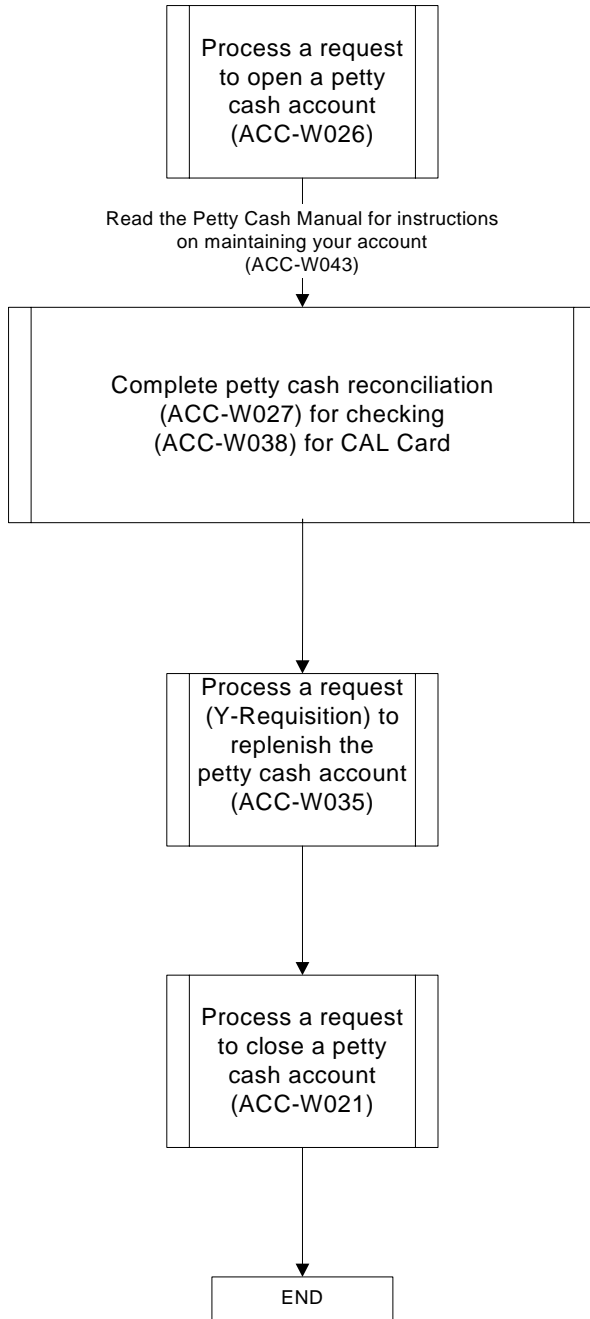 Process a request
to open a petty
cash account
(ACC-W026)
Read the Petty Cash Manual for instructions
on maintaining your account
(ACC-W043)
Complete petty cash reconciliation
(ACC-W027) for checking
(ACC-W038) for CAL Card
Process a request
(Y-Requisition) to
replenish the
petty cash account
(ACC-W035)
Process a request
to close a petty
cash account
(ACC-W021)
END